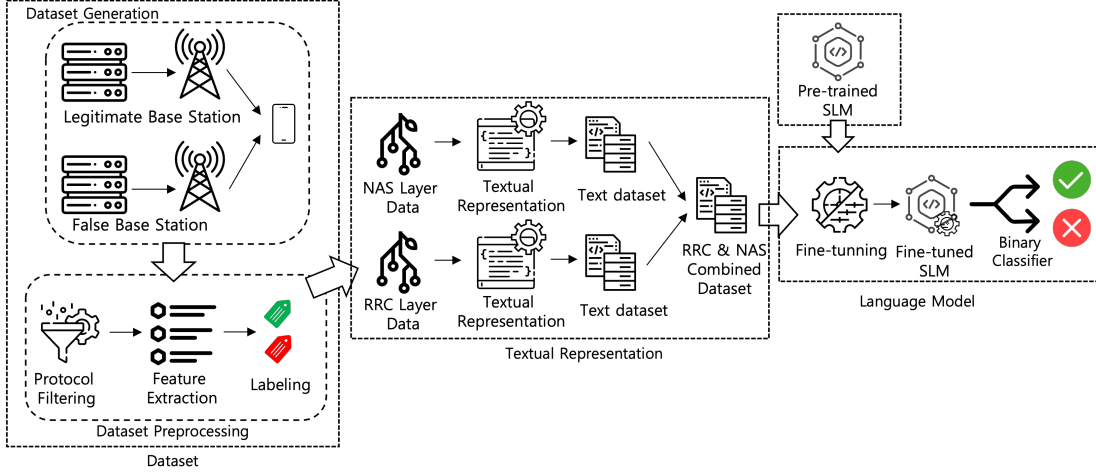 Dataset Generation
Legitimate Base Station
False Base Station
Protocol
Filtering
Feature
Extraction
Labeling
Dataset Preprocessing
Dataset
NAS Layer
Data
Textual
Representation
Text dataset
RRC Layer
Data
Textual
Representation
Text dataset
RRC & NAS
Combined
Dataset
Textual Representation
Pre-trained
SLM
Fine-tunning
Fine-tuned
SLM
Binary
Classifier
Language Model